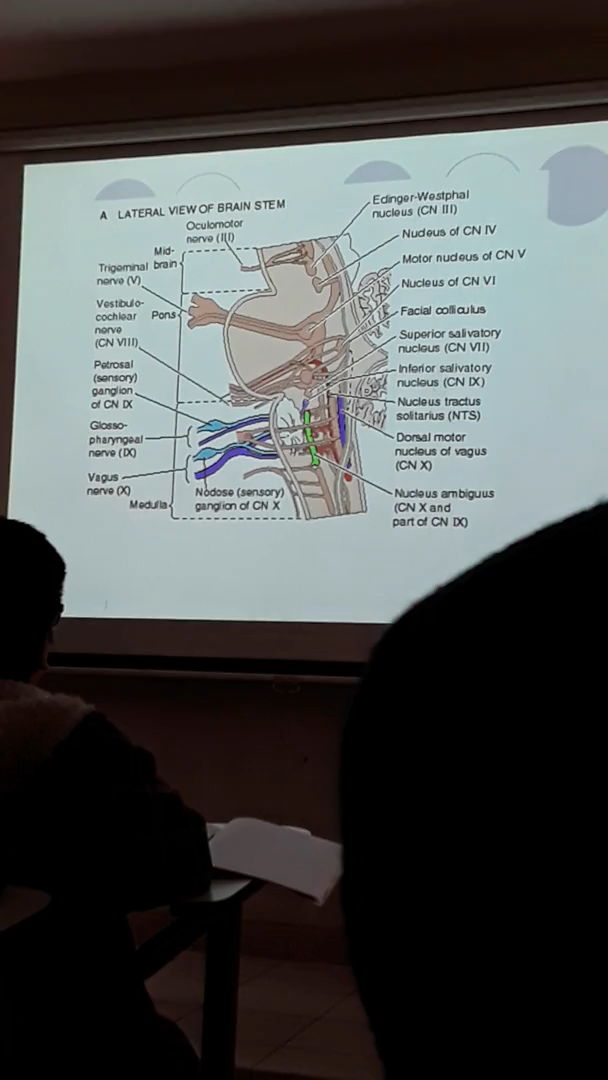 A LATERAL VIEW OF BRAIN STEM
Oculomotor
nerve (III)
Mid-
brain
Trigeminal
nerve (V)
Vestibulo-
cochlear
nerve
(CN VIII)
Pons
Petrosal
(sensory)
ganglion
of CN IX
Glosso-
pharyngeal
nerve (IX)
Vagus
nerve (X)
Medulla
Nodose (sensory)
ganglion of CN X
Edinger-Westphal
nucleus (CN III)
Nucleus of CN IV
Motor nucleus of CN V
Nucleus of CN VI
Facial colliculus
Superior salivatory
nucleus (CN VII)
Inferior salivatory
nucleus (CN IX)
Nucleus tractus
solitarius (NTS)
Dorsal motor
nucleus of vagus
(CN X)
Nucleus ambiguus
(CN X and
part of CN IX)